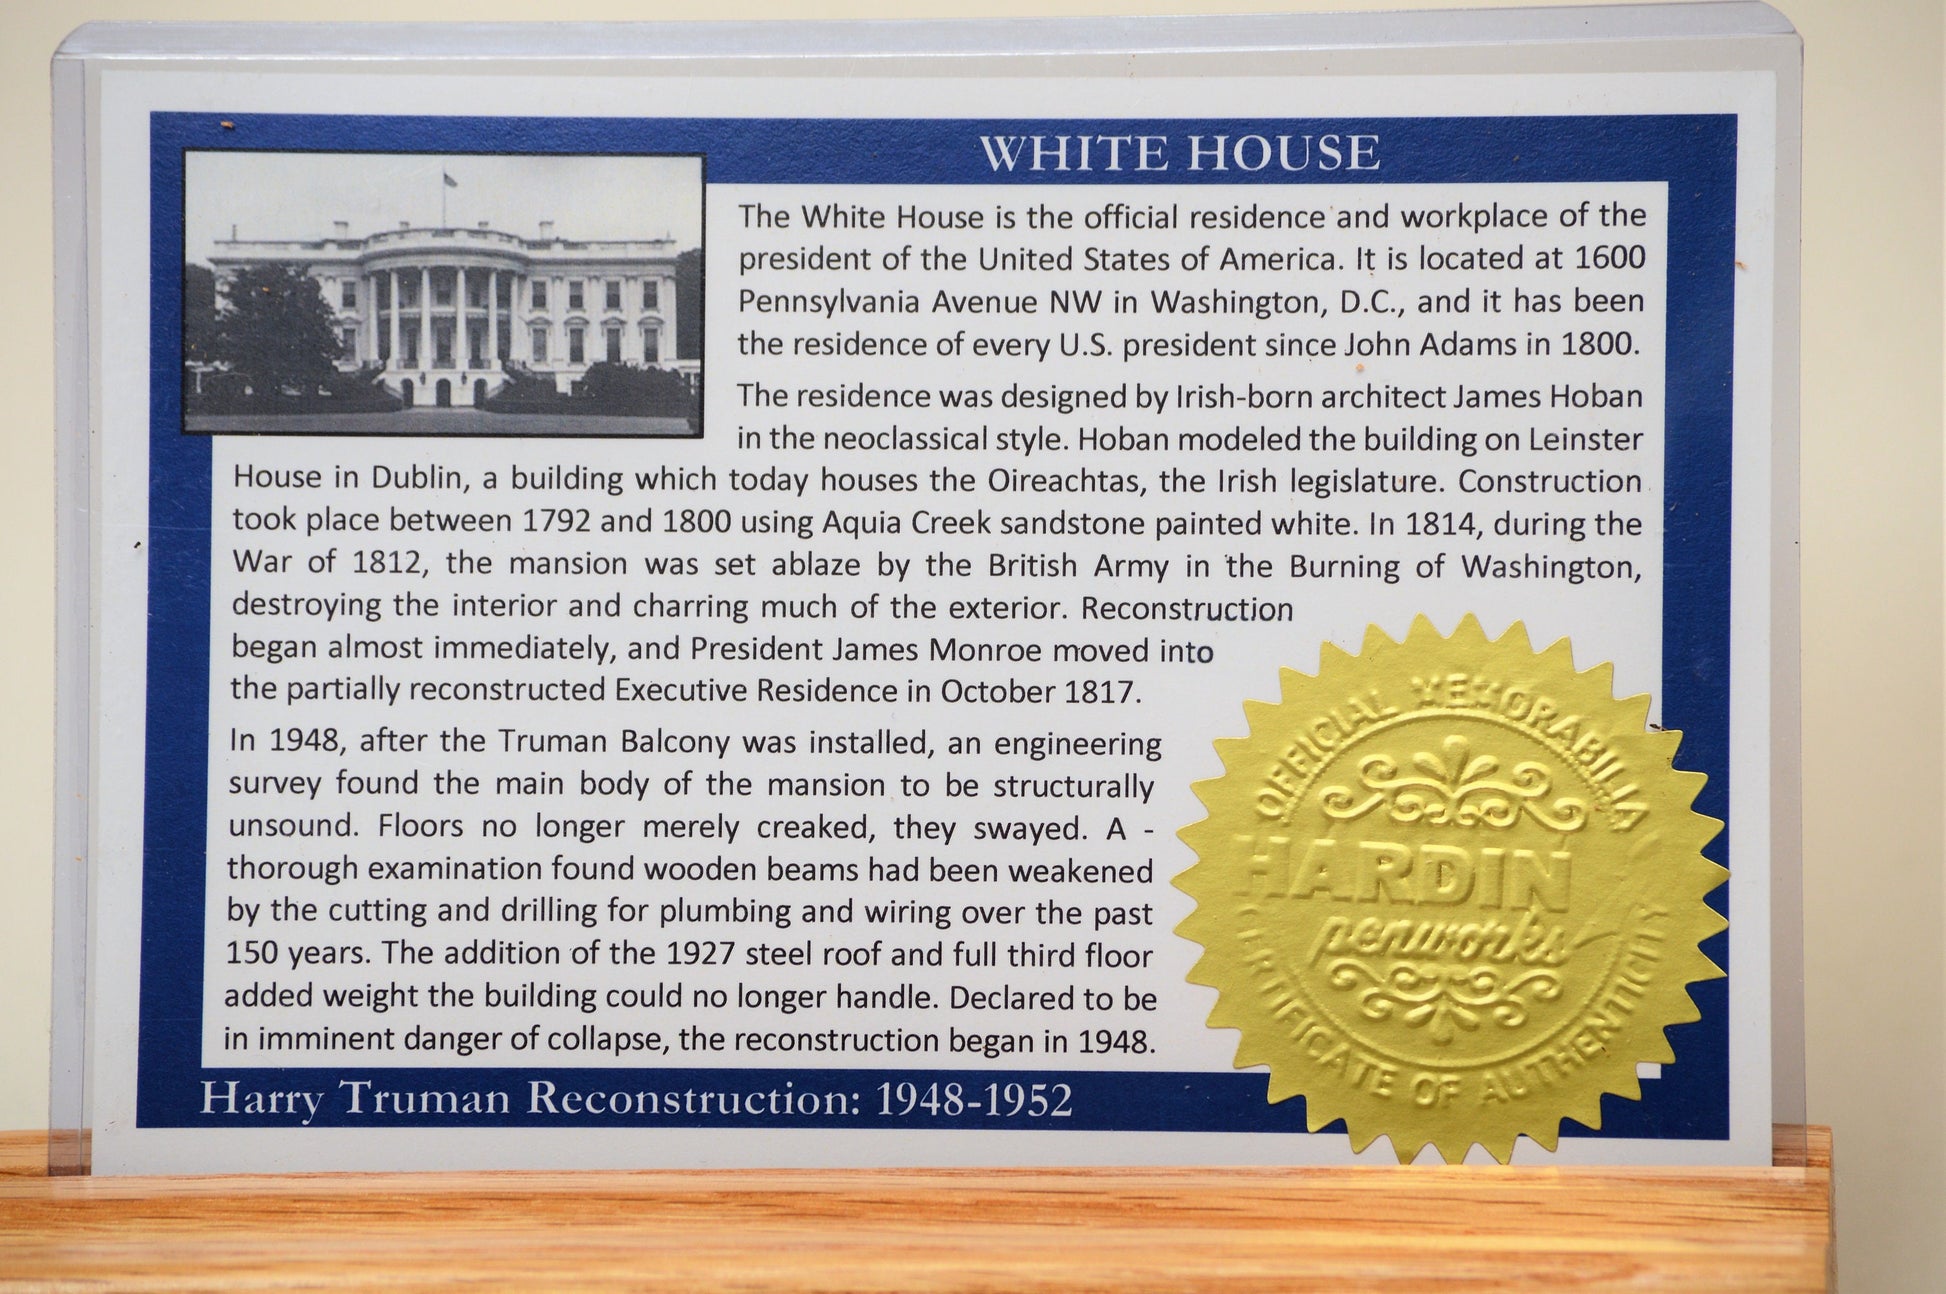 WHITE HOUSE
The White House is the official residence and workplace of the
president of the United States of America. It is located at 1600
Pennsylvania Avenue NW in Washington, D.C., and it has been
the residence of every U.S. president since John Adams in 1800.
The residence was designed by Irish-born architect James Hoban
in the neoclassical style. Hoban modeled the building on Leinster
House in Dublin, a building which today houses the Oireachtas, the Irish legislature. Construction
took place between 1792 and 1800 using Aquia Creek sandstone painted white. In 1814, during the
War of 1812, the mansion was set ablaze by the British Army in the Burning of Washington,
destroying the interior and charring much of the exterior. Reconstruction
began almost immediately, and President James Monroe moved into
the partially reconstructed Executive Residence in October 1817.
In 1948, after the Truman Balcony was installed, an engineering
survey found the main body of the mansion to be structurally
unsound. Floors no longer merely creaked, they swayed. A -
thorough examination found wooden beams had been weakened
by the cutting and drilling for plumbing and wiring over the past
150 years. The addition of the 1927 steel roof and full third floor
added weight the building could no longer handle. Declared to be
in imminent danger of collapse, the reconstruction began in 1948.
Harry Truman Reconstruction: 1948-1952
OFFICIAL MEMORABILIA
HARDIN
penworks
CERTIFICATE OF AUTHENTICITY